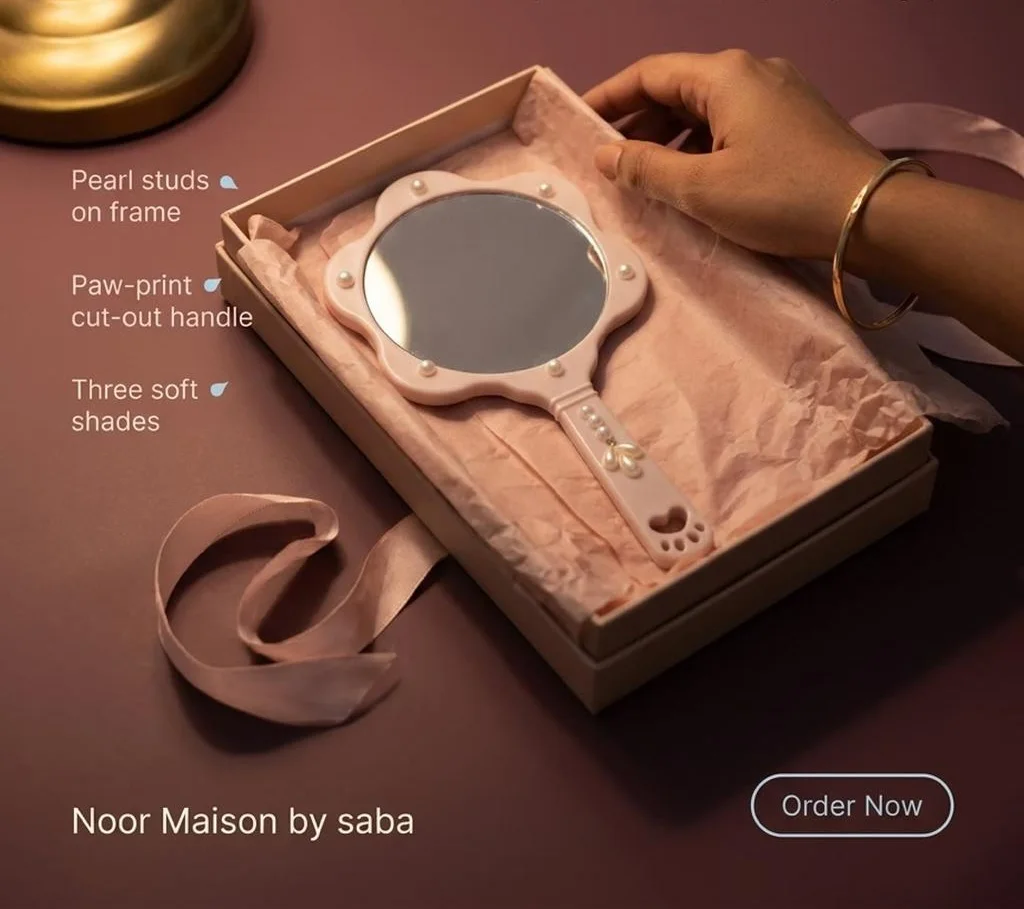 Pearl studs
on frame
Paw-print
cut-out handle
Three soft
shades
Noor Maison by saba
Order Now